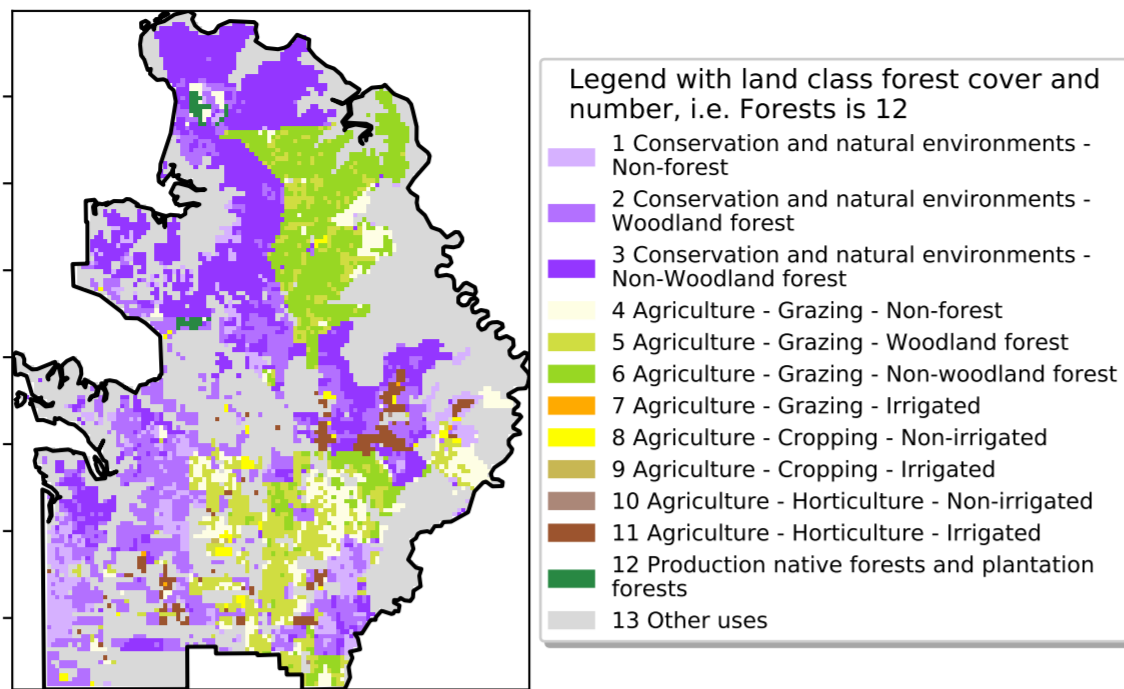 Legend with land class forest cover and
number, i.e. Forests is 12
1 Conservation and natural environments -
Non-forest
2 Conservation and natural environments -
Woodland forest
3 Conservation and natural environments -
Non-Woodland forest
4 Agriculture - Grazing - Non-forest
5 Agriculture - Grazing - Woodland forest
6 Agriculture - Grazing - Non-woodland forest
7 Agriculture - Grazing - Irrigated
8 Agriculture - Cropping - Non-irrigated
9 Agriculture - Cropping - Irrigated
10 Agriculture - Horticulture - Non-irrigated
11 Agriculture - Horticulture - Irrigated
12 Production native forests and plantation
forests
13 Other uses